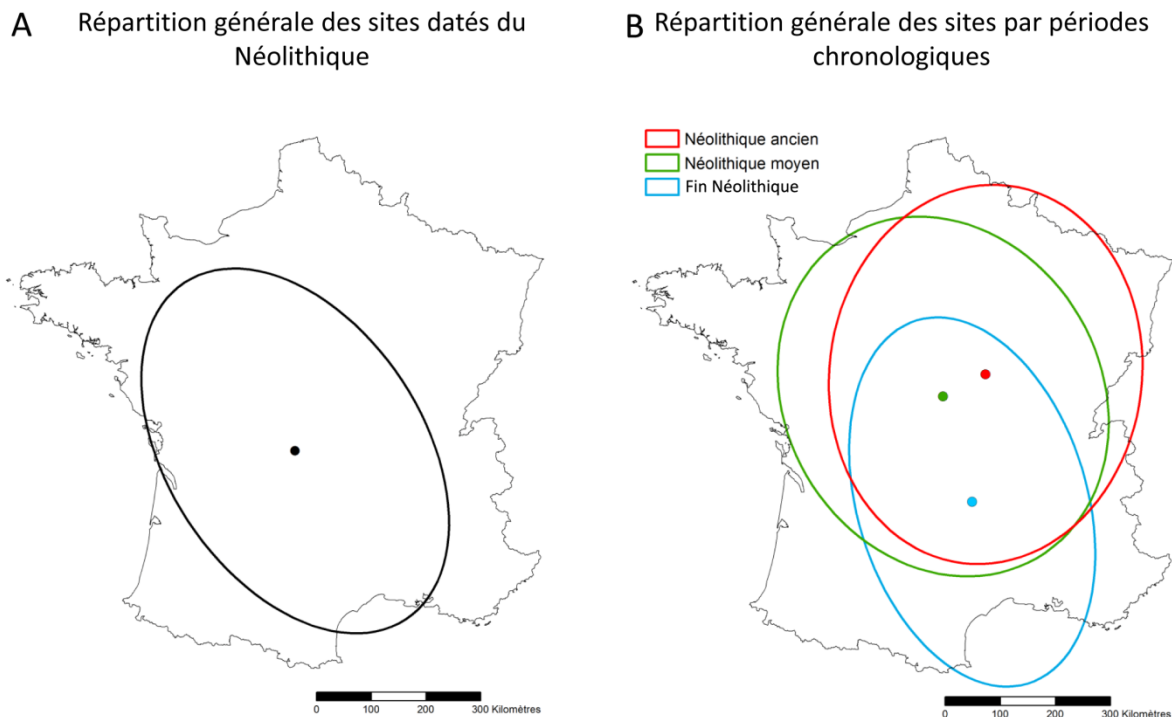 A
Répartition générale des sites datés du
Néolithique
B
Répartition générale des sites par périodes
chronologiques
Néolithique ancien
Néolithique moyen
Fin Néolithique
0 100 200 300 Kilomètres
0 100 200 300 Kilomètres